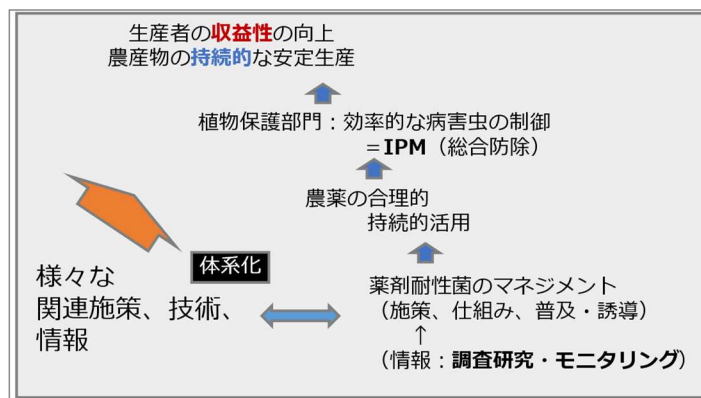 生産者の収益性の向上
農産物の持続的な安定生産
植物保護部門：効率的な病害虫の制御
＝IPM（総合防除）
農薬の合理的
持続的活用
体系化
様々な
関連施策、技術、
情報
薬剤耐性菌のマネジメント
（施策、仕組み、普及・誘導）
↑
（情報：調査研究・モニタリング）